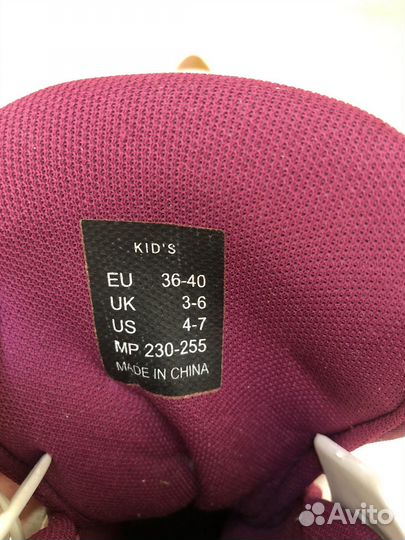 KID'S
EU 36-40
UK 3-6
US 4-7
MP 230-255
MADE IN CHINA
Avito